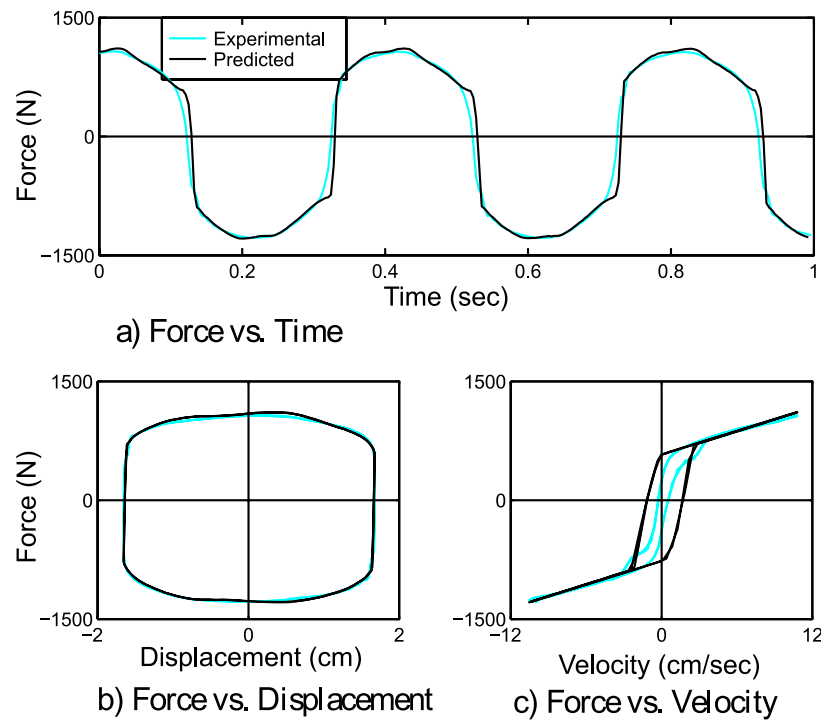 1500
Experimental
Predicted
0
Force (N)
−1500
0 0.2 0.4 0.6 0.8 1
Time (sec)
a) Force vs. Time
1500
0
Force (N)
−1500
−2 0 2
Displacement (cm)
b) Force vs. Displacement
1500
0
−1500
−12 0 12
Velocity (cm/sec)
c) Force vs. Velocity